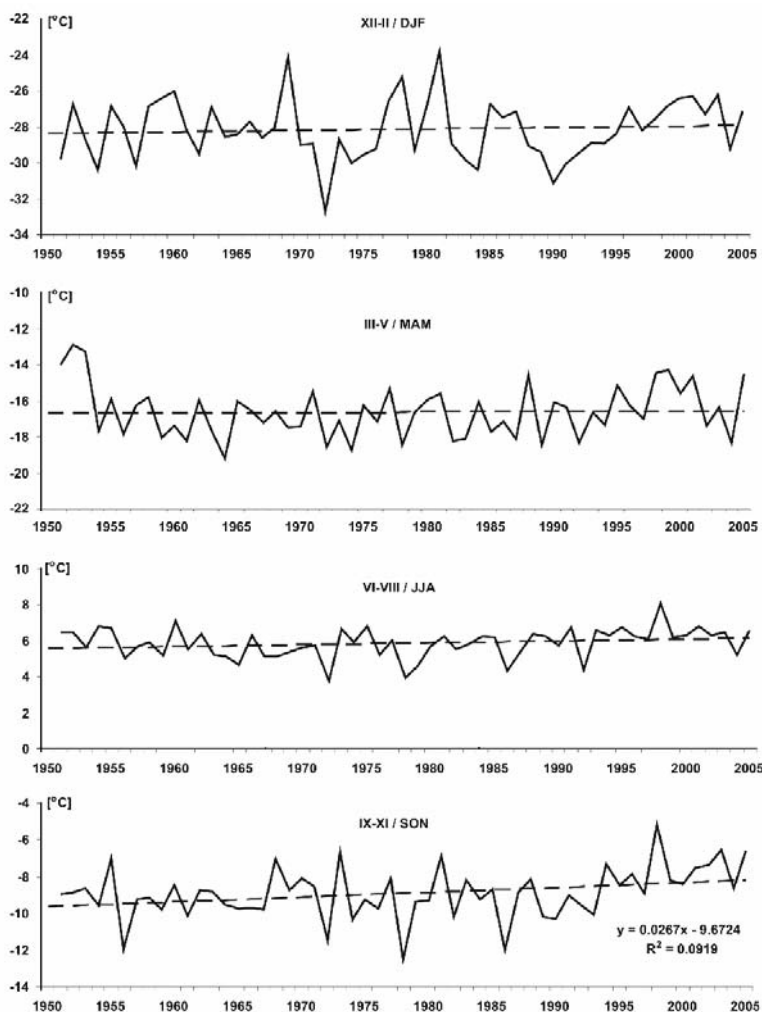 [°C]
XII-II / DJF
-22
-24
-26
-28
-30
-32
-34
1950 1955 1960 1965 1970 1975 1980 1985 1990 1995 2000 2005
[°C]
III-V / MAM
-10
-12
-14
-16
-18
-20
-22
1950 1955 1960 1965 1970 1975 1980 1985 1990 1995 2000 2005
[°C]
VI-VIII / JJA
10
8
6
4
2
0
1950 1955 1960 1965 1970 1975 1980 1985 1990 1995 2000 2005
[°C]
IX-XI / SON
-4
-6
-8
-10
-12
-14
y = 0.0267x - 9.6724
R² = 0.0919
1950 1955 1960 1965 1970 1975 1980 1985 1990 1995 2000 2005